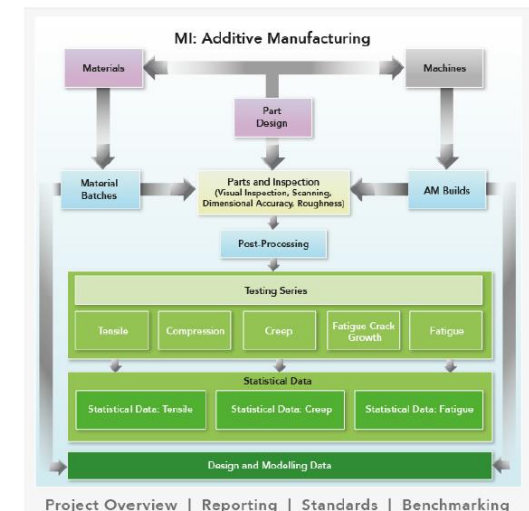 MI: Additive Manufacturing
Materials
Machines
Part
Design
Material
Batches
Parts and Inspection
(Visual Inspection, Scanning,
Dimensional Accuracy, Roughness)
AM Builds
Post-Processing
Testing Series
Tensile
Compression
Creep
Fatigue Crack
Growth
Fatigue
Statistical Data
Statistical Data: Tensile
Statistical Data: Creep
Statistical Data: Fatigue
Design and Modelling Data
Project Overview | Reporting | Standards | Benchmarking